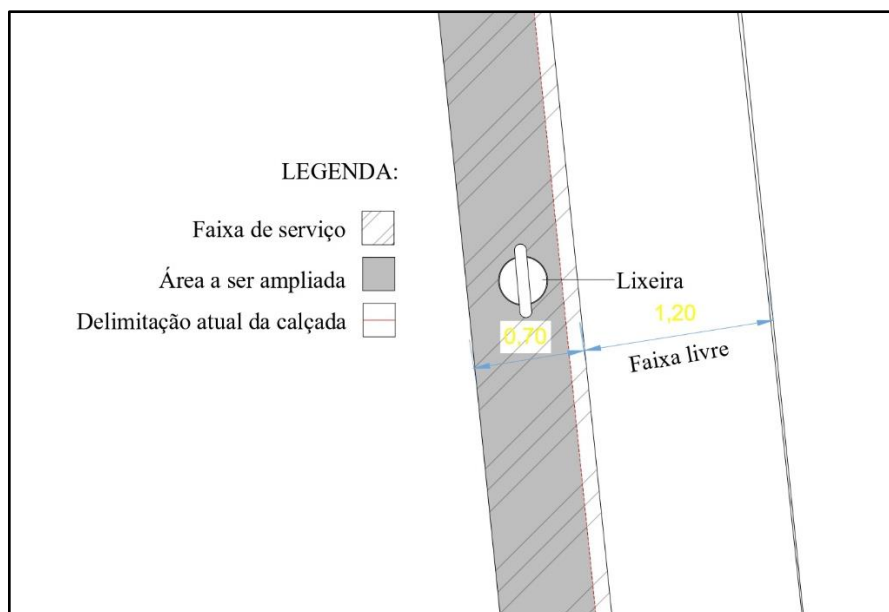 LEGENDA:
Faixa de serviço
Área a ser ampliada
Delimitação atual da calçada
Lixeira
0,70
1,20
Faixa livre